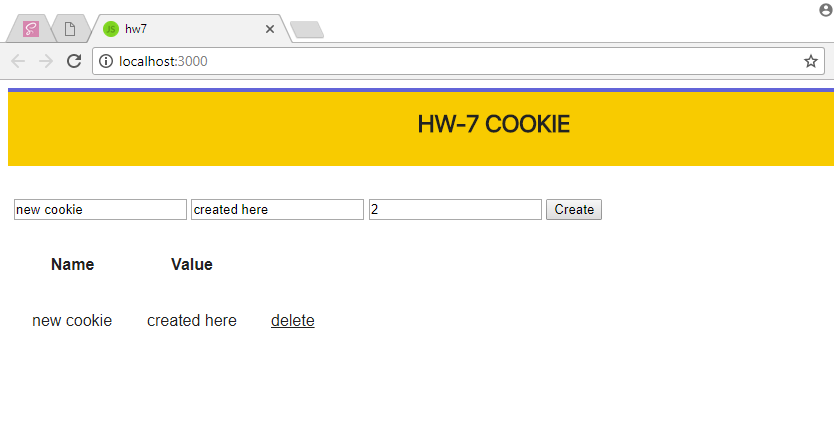 JS hw7
localhost:3000
HW-7 COOKIE
new cookie created here 2 Create
Name Value
new cookie created here delete